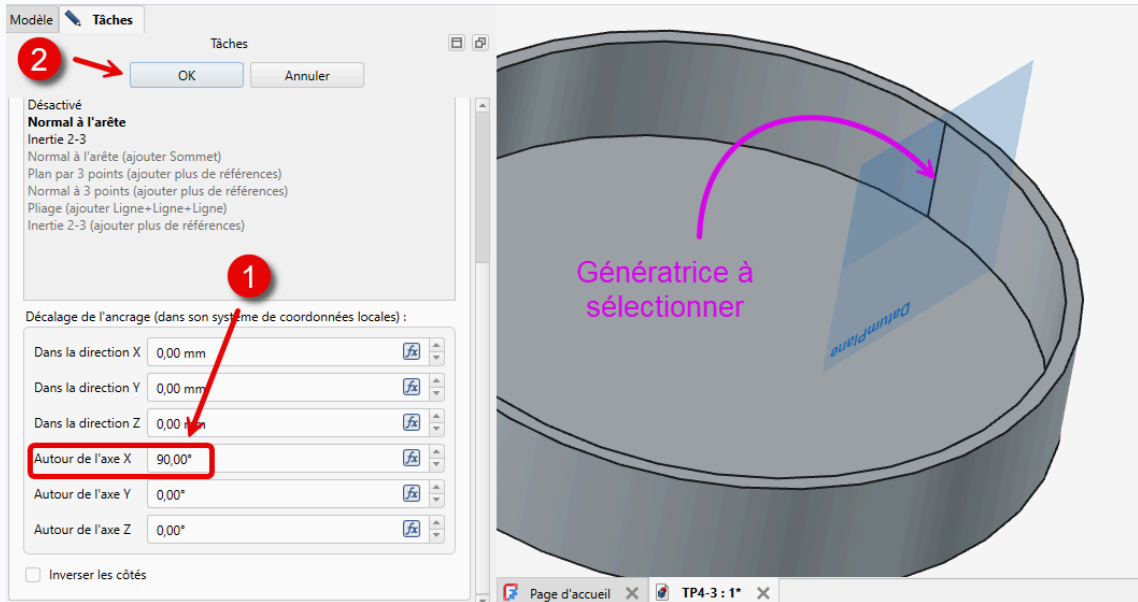 Modèle
Tâches
Tâches
2
OK
Annuler
Désactivé
Normal à l'arête
Inertie 2-3
Normal à l'arête (ajouter Sommet)
Plan par 3 points (ajouter plus de références)
Normal à 3 points (ajouter plus de références)
Pliage (ajouter Ligne+Ligne+Ligne)
Inertie 2-3 (ajouter plus de références)
1
Décalage de l'ancrage (dans son système de coordonnées locales) :
Dans la direction X 0,00 mm
Dans la direction Y 0,00 mm
Dans la direction Z 0,00 mm
Autour de l'axe X 90,00°
Autour de l'axe Y 0,00°
Autour de l'axe Z 0,00°
Inverser les côtés
Génératrice à
sélectionner
DatumPlane
Page d'accueil
TP4-3 : 1*